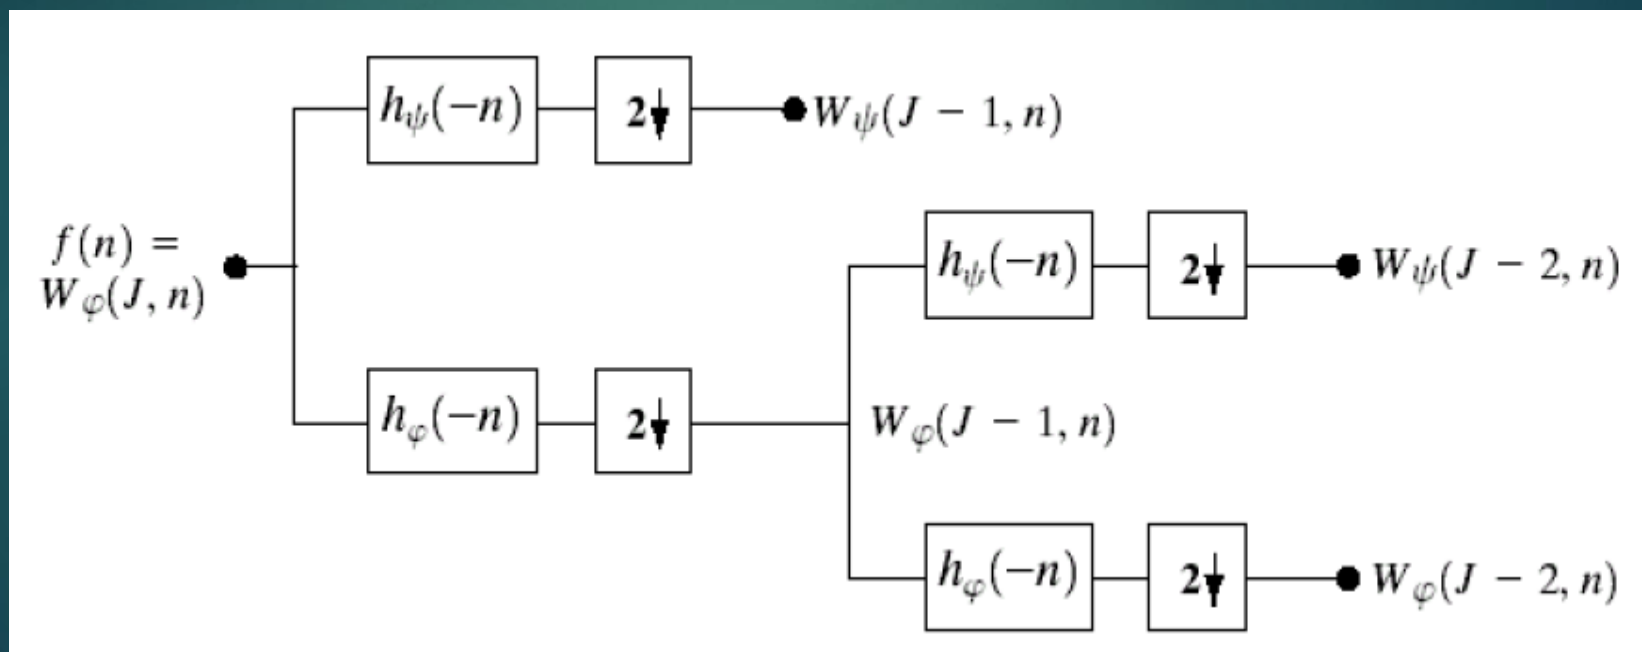 h_ψ(−n)
2↓
W_ψ(J − 1, n)
f(n) =
W_φ(J, n)
h_φ(−n)
2↓
W_φ(J − 1, n)
h_ψ(−n)
2↓
W_ψ(J − 2, n)
h_φ(−n)
2↓
W_φ(J − 2, n)